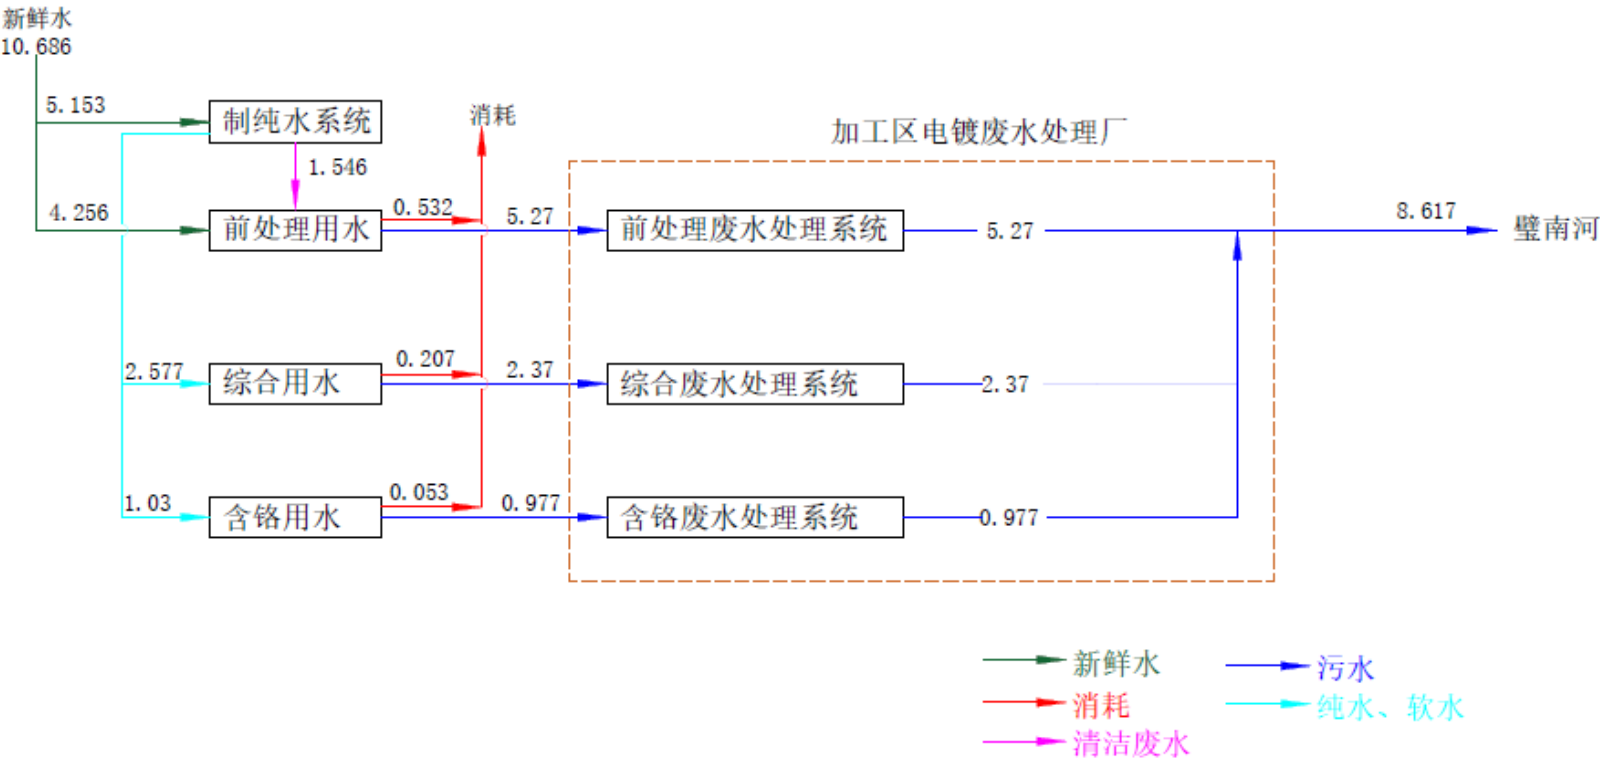 新鲜水
10.686
5.153
制纯水系统
消耗
加工区电镀废水处理厂
1.546
4.256
前处理用水
0.532
5.27
前处理废水处理系统
5.27
8.617
璧南河
2.577
综合用水
0.207
2.37
综合废水处理系统
2.37
1.03
含铬用水
0.053
0.977
含铬废水处理系统
0.977
新鲜水
污水
消耗
纯水、软水
清洁废水